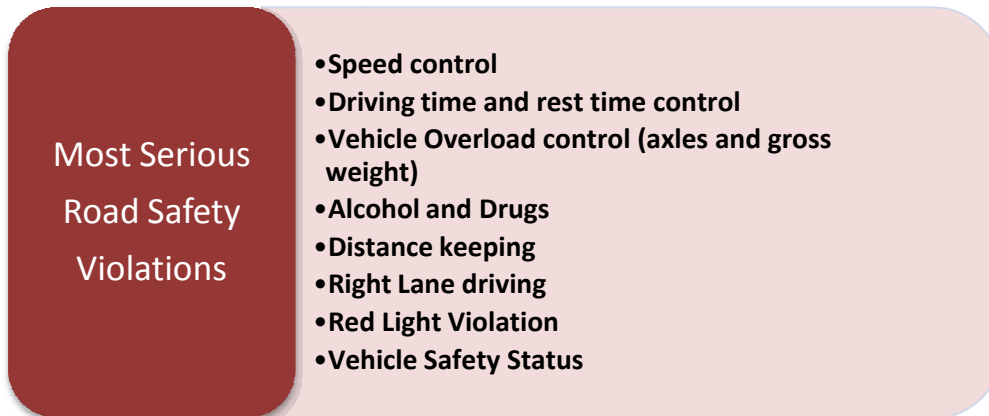 Most Serious
Road Safety
Violations
•Speed control
•Driving time and rest time control
•Vehicle Overload control (axles and gross
weight)
•Alcohol and Drugs
•Distance keeping
•Right Lane driving
•Red Light Violation
•Vehicle Safety Status